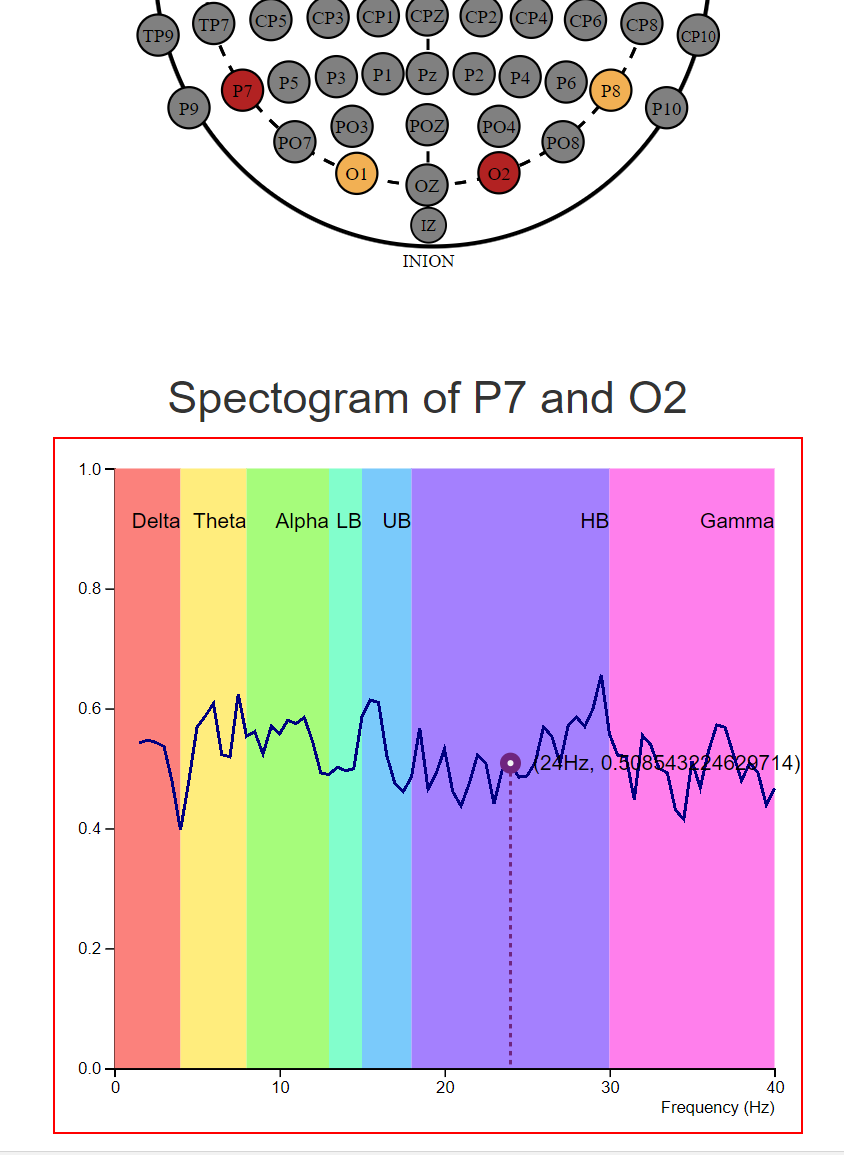 TP9 TP7 CP5 CP3 CP1 CPZ CP2 CP4 CP6 CP8 CP10
P9 P7 P5 P3 P1 Pz P2 P4 P6 P8 P10
PO7 PO3 POZ PO4 PO8
O1 OZ O2
IZ
INION
Spectogram of P7 and O2
1.0
Delta Theta Alpha LB UB HB Gamma
0.8
0.6
(24Hz, 0.508543224629714)
0.4
0.2
0.0
0 10 20 30 40
Frequency (Hz)